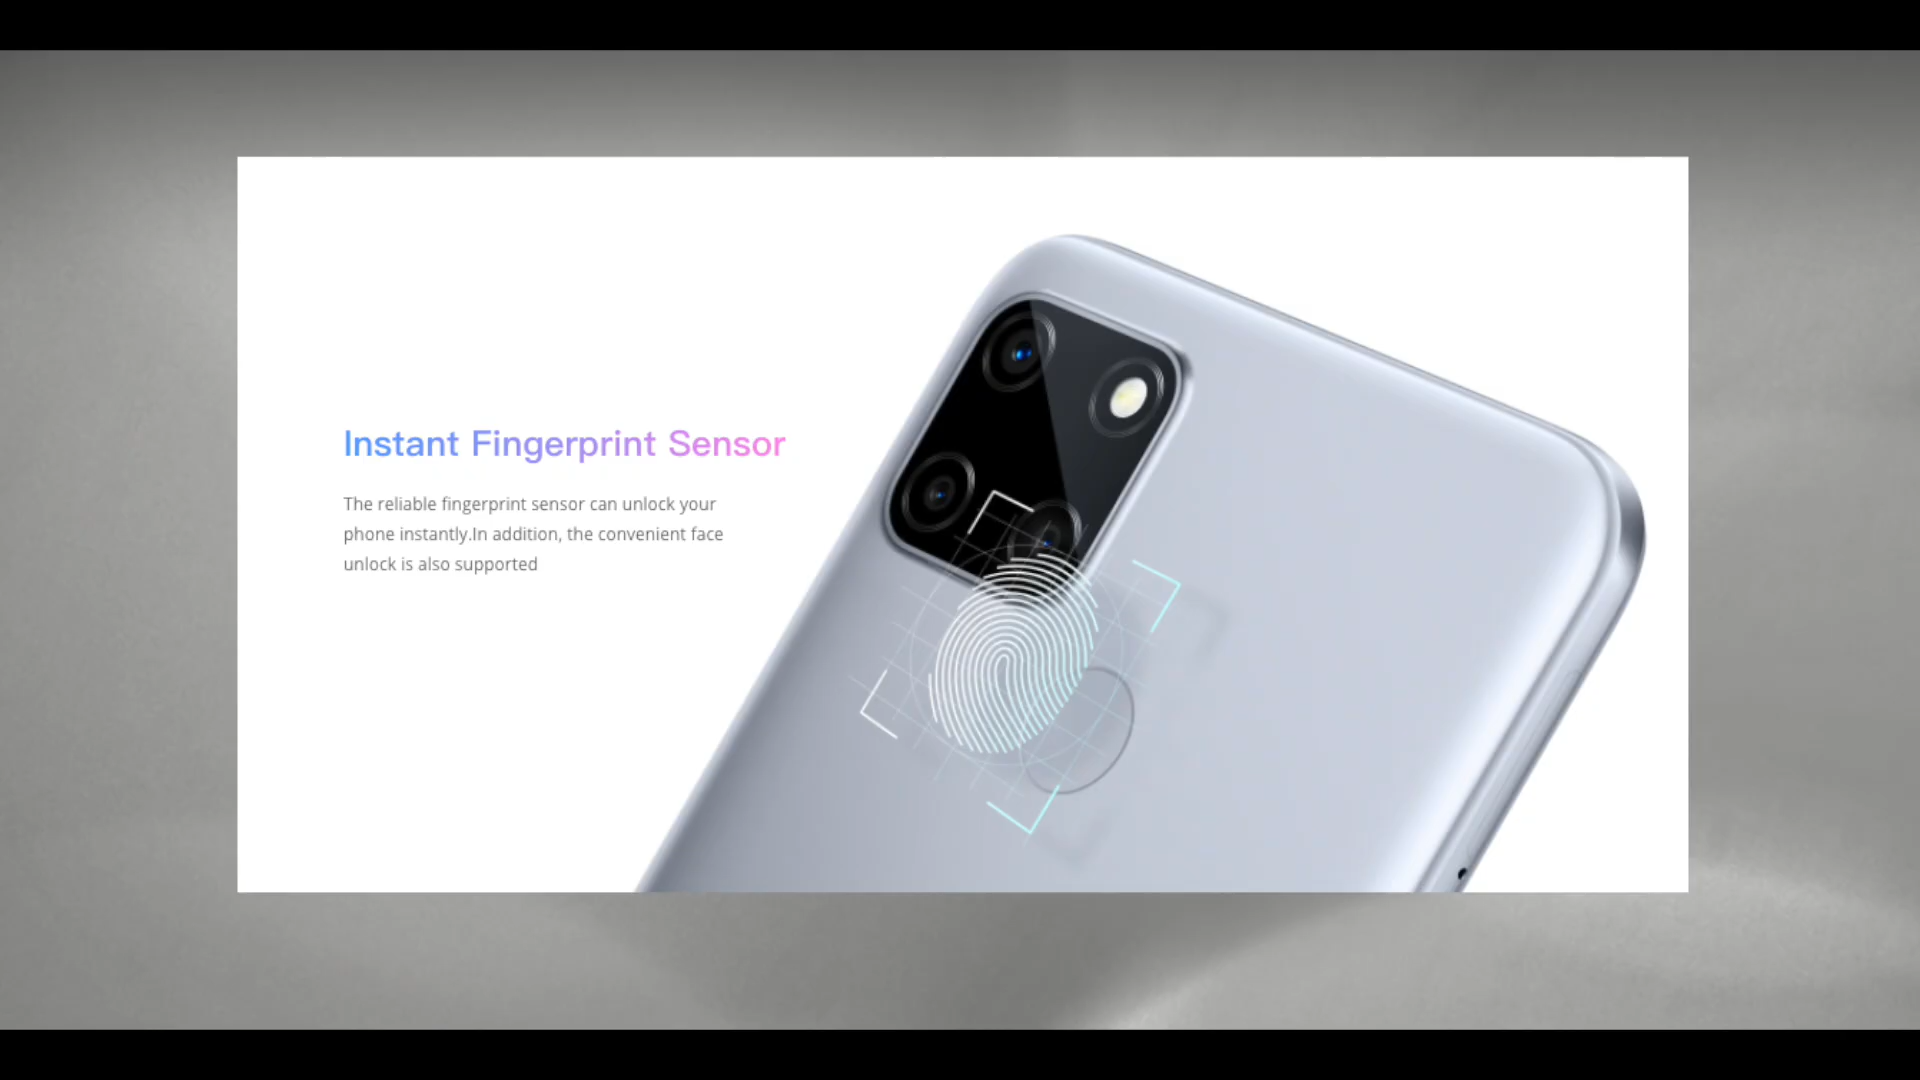 Instant Fingerprint Sensor
The reliable fingerprint sensor can unlock your
phone instantly.In addition, the convenient face
unlock is also supported